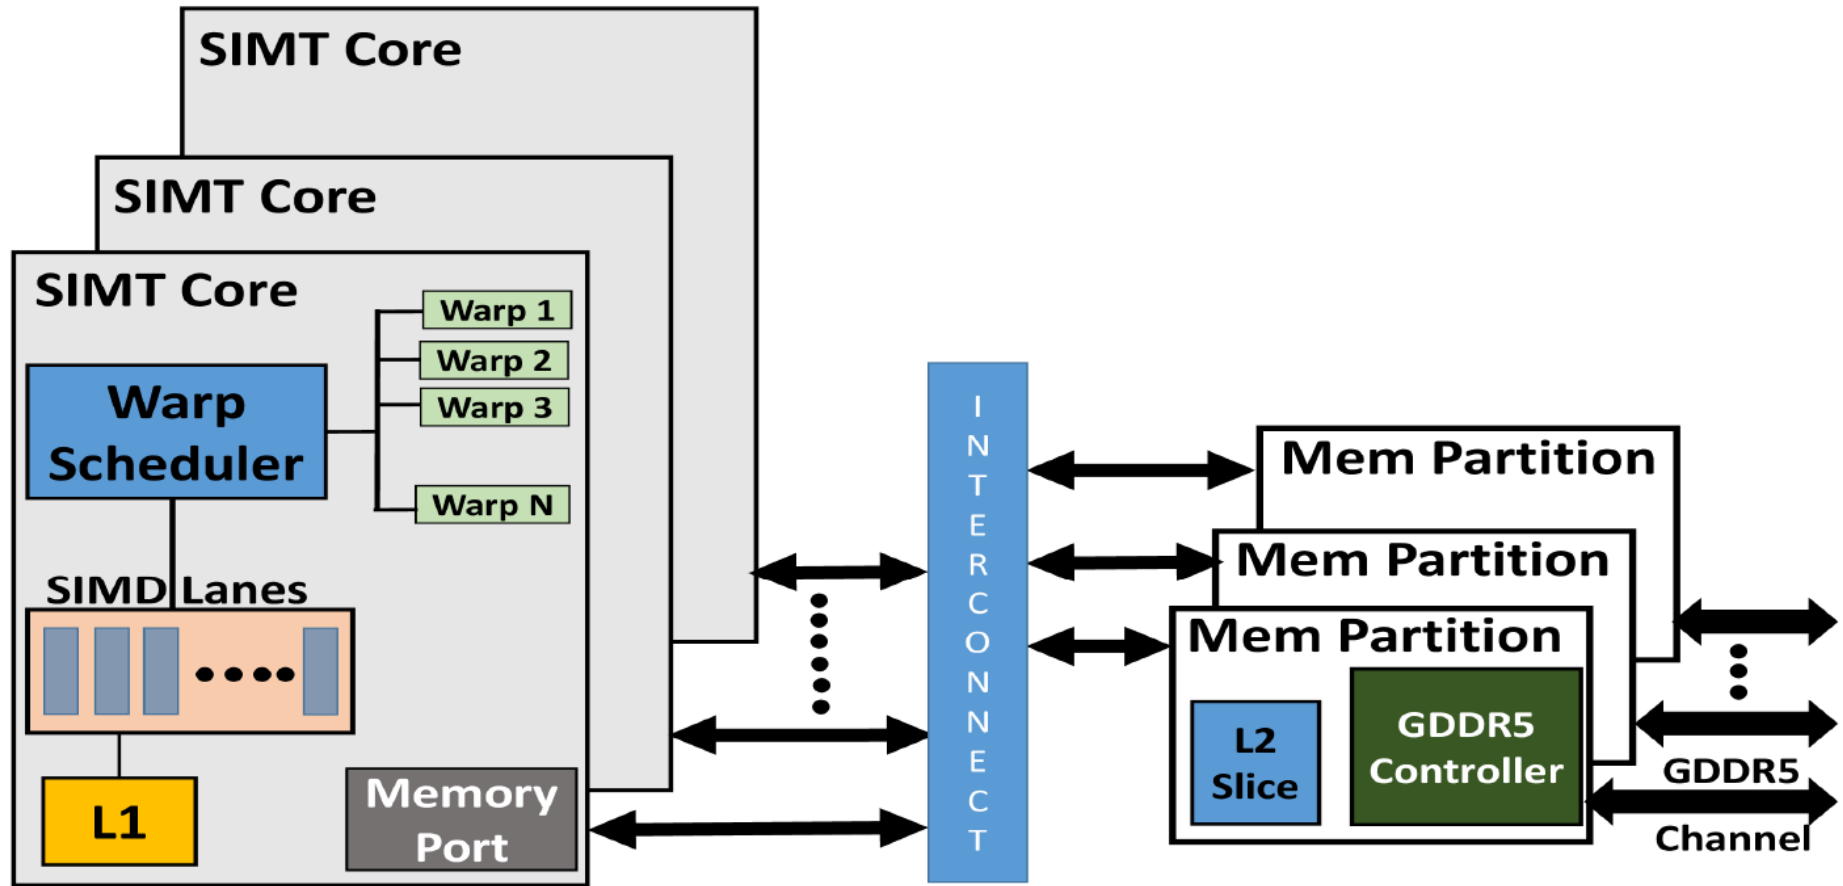 SIMT Core
SIMT Core
SIMT Core
Warp 1
Warp 2
Warp 3
Warp N
Warp
Scheduler
SIMD Lanes
L1
Memory
Port
INTERCONNECT
Mem Partition
Mem Partition
Mem Partition
L2
Slice
GDDR5
Controller
GDDR5
Channel